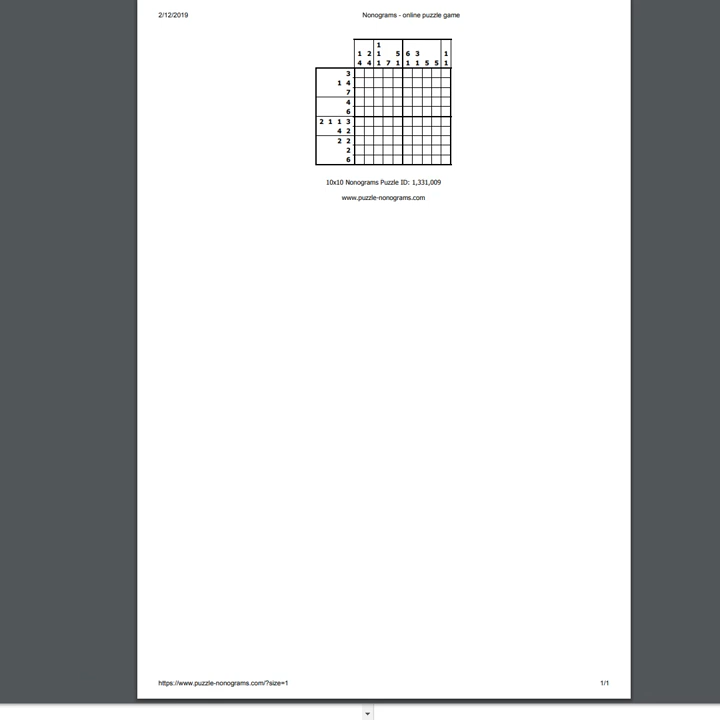 2/12/2019 Nonograms - online puzzle game
1
1 2 1 5 6 3 1
4 4 1 7 1 1 1 5 5 1
3
1 4
7
4
6
2 1 1 3
4 2
2 2
2
6
10x10 Nonograms Puzzle ID: 1,331,009
www.puzzle-nonograms.com
https://www.puzzle-nonograms.com/?size=1 1/1